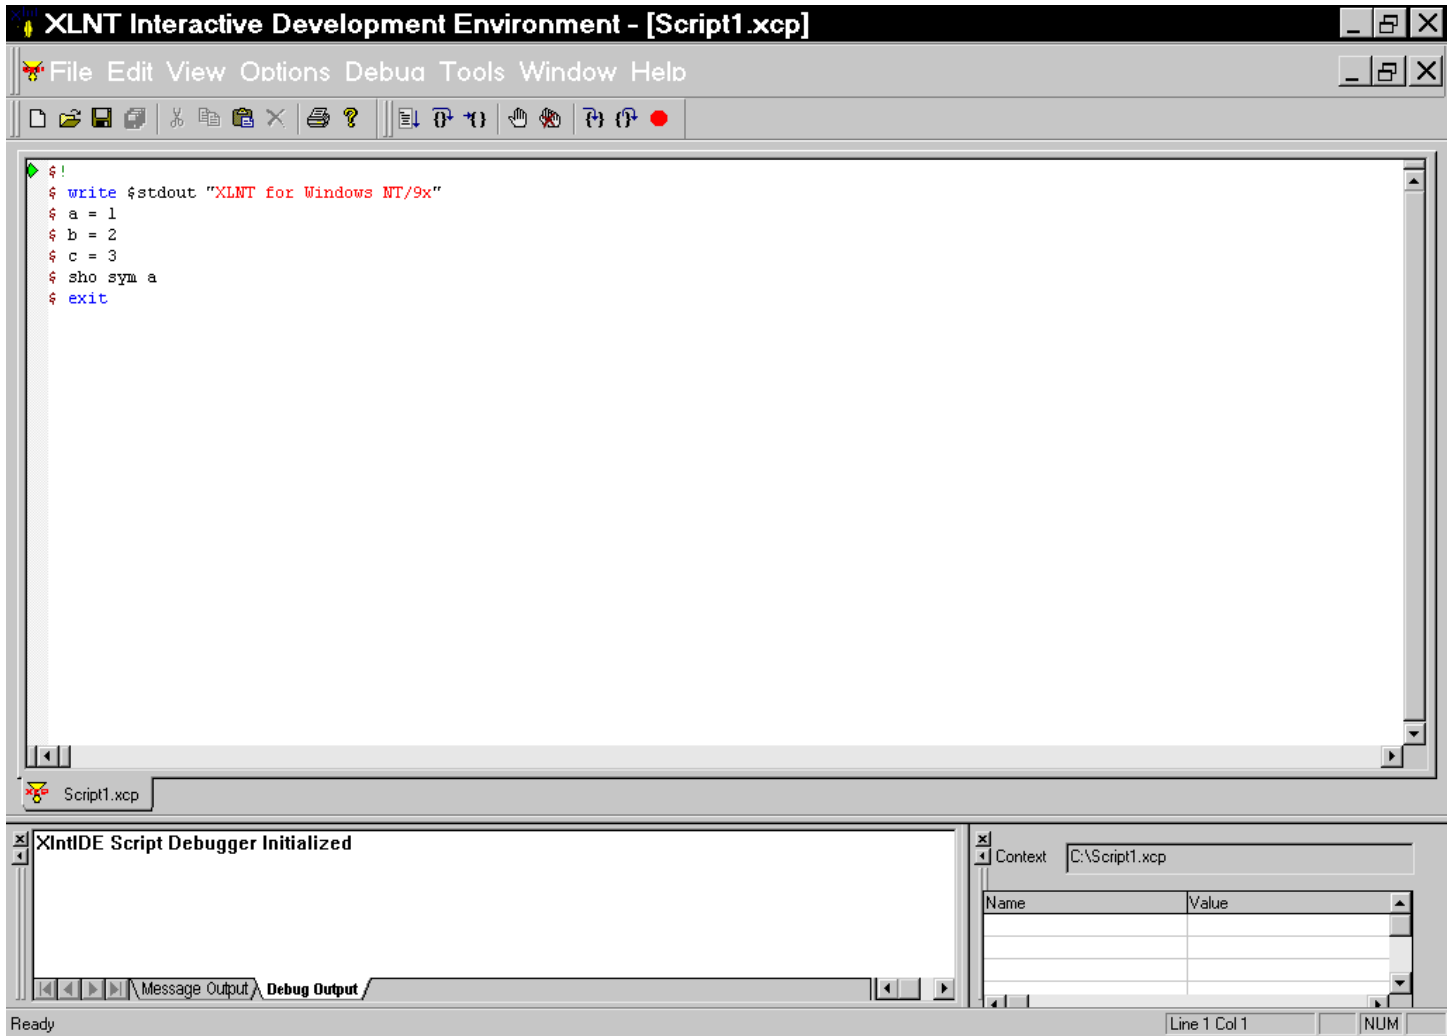 XLNT Interactive Development Environment - [Script1.xcp]
File Edit View Options Debug Tools Window Help
$!
$ write $stdout "XLNT for Windows NT/9x"
$ a = 1
$ b = 2
$ c = 3
$ sho sym a
$ exit
Script1.xcp
XlntIDE Script Debugger Initialized
Context C:\Script1.xcp
Name Value
Message Output Debug Output
Ready Line 1 Col 1 NUM